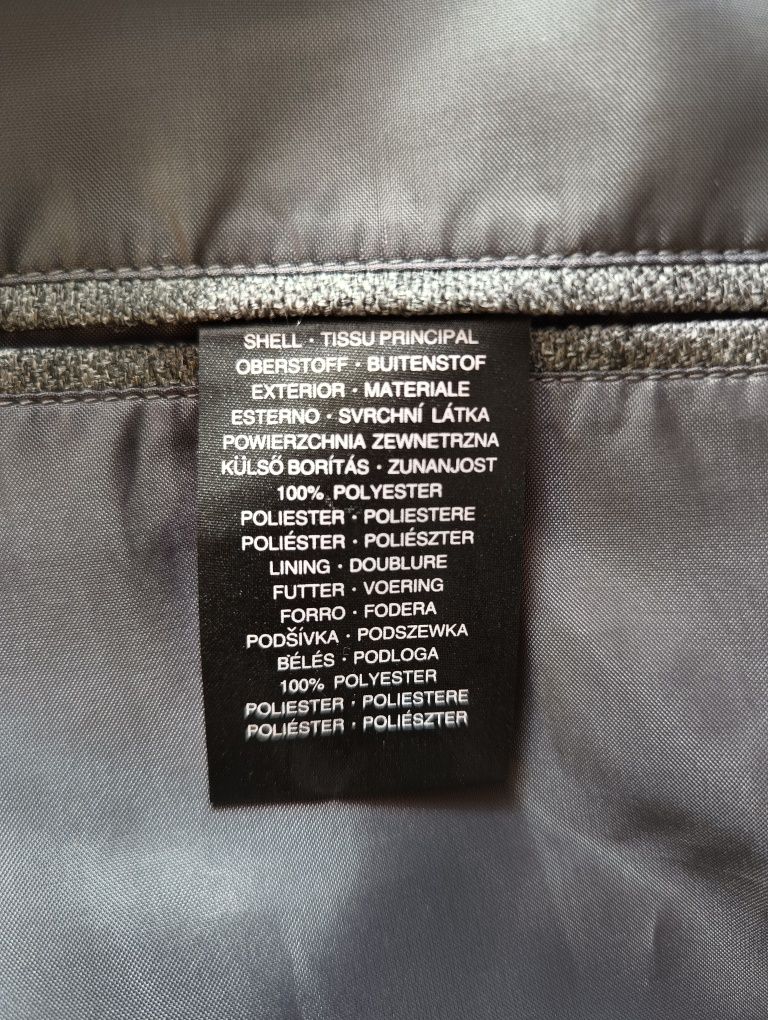 SHELL · TISSU PRINCIPAL
OBERSTOFF · BUITENSTOF
EXTERIOR · MATERIALE
ESTERNO · SVRCHNÍ LÁTKA
POWIERZCHNIA ZEWNETRZNA
KÜLSŐ BORÍTÁS · ZUNANJOST
100% POLYESTER
POLIESTER · POLIESTERE
POLIÉSTER · POLIÉSZTER
LINING · DOUBLURE
FUTTER · VOERING
FORRO · FODERA
PODŠÍVKA · PODSZEWKA
BÉLÉS · PODLOGA
100% POLYESTER
POLIESTER · POLIESTERE
POLIÉSTER · POLIÉSZTER